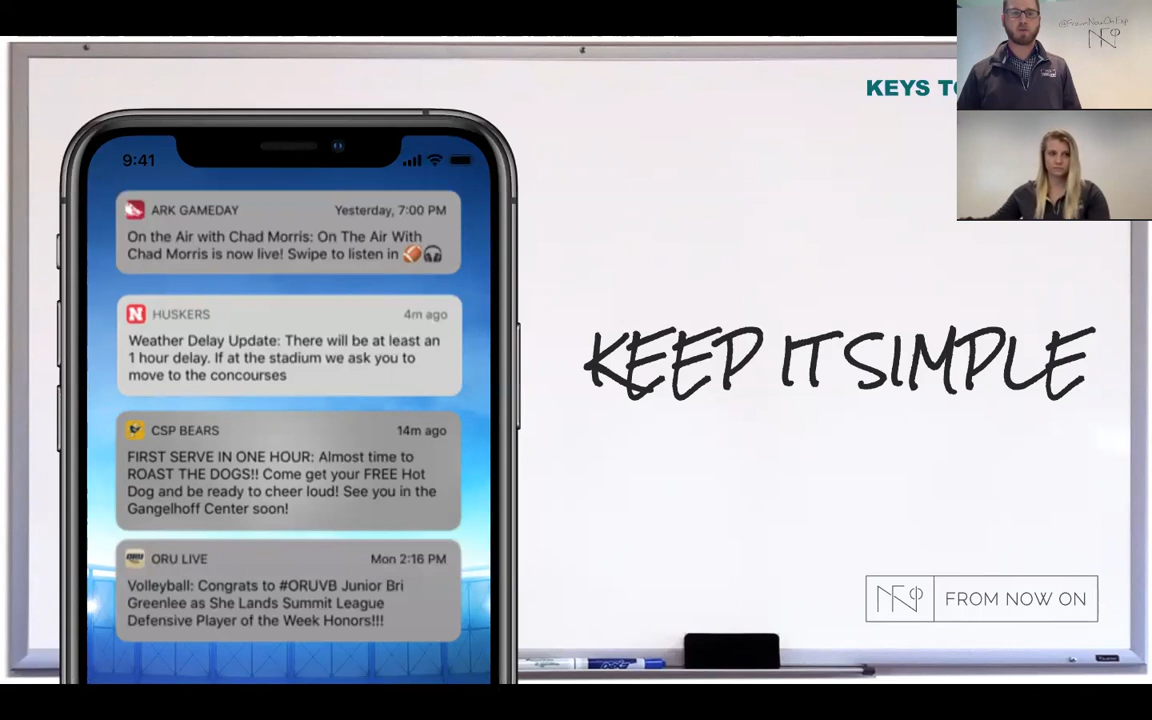 @FromNowOnExp
KEYS TO
9:41
ARK GAMEDAY Yesterday, 7:00 PM
On the Air with Chad Morris: On The Air With
Chad Morris is now live! Swipe to listen in 🏈🎧
HUSKERS 4m ago
Weather Delay Update: There will be at least an
1 hour delay. If at the stadium we ask you to
move to the concourses
CSP BEARS 14m ago
FIRST SERVE IN ONE HOUR: Almost time to
ROAST THE DOGS!! Come get your FREE Hot
Dog and be ready to cheer loud! See you in the
Gangelhoff Center soon!
ORU LIVE Mon 2:16 PM
Volleyball: Congrats to #ORUVB Junior Bri
Greenlee as She Lands Summit League
Defensive Player of the Week Honors!!!
KEEP IT SIMPLE
FROM NOW ON